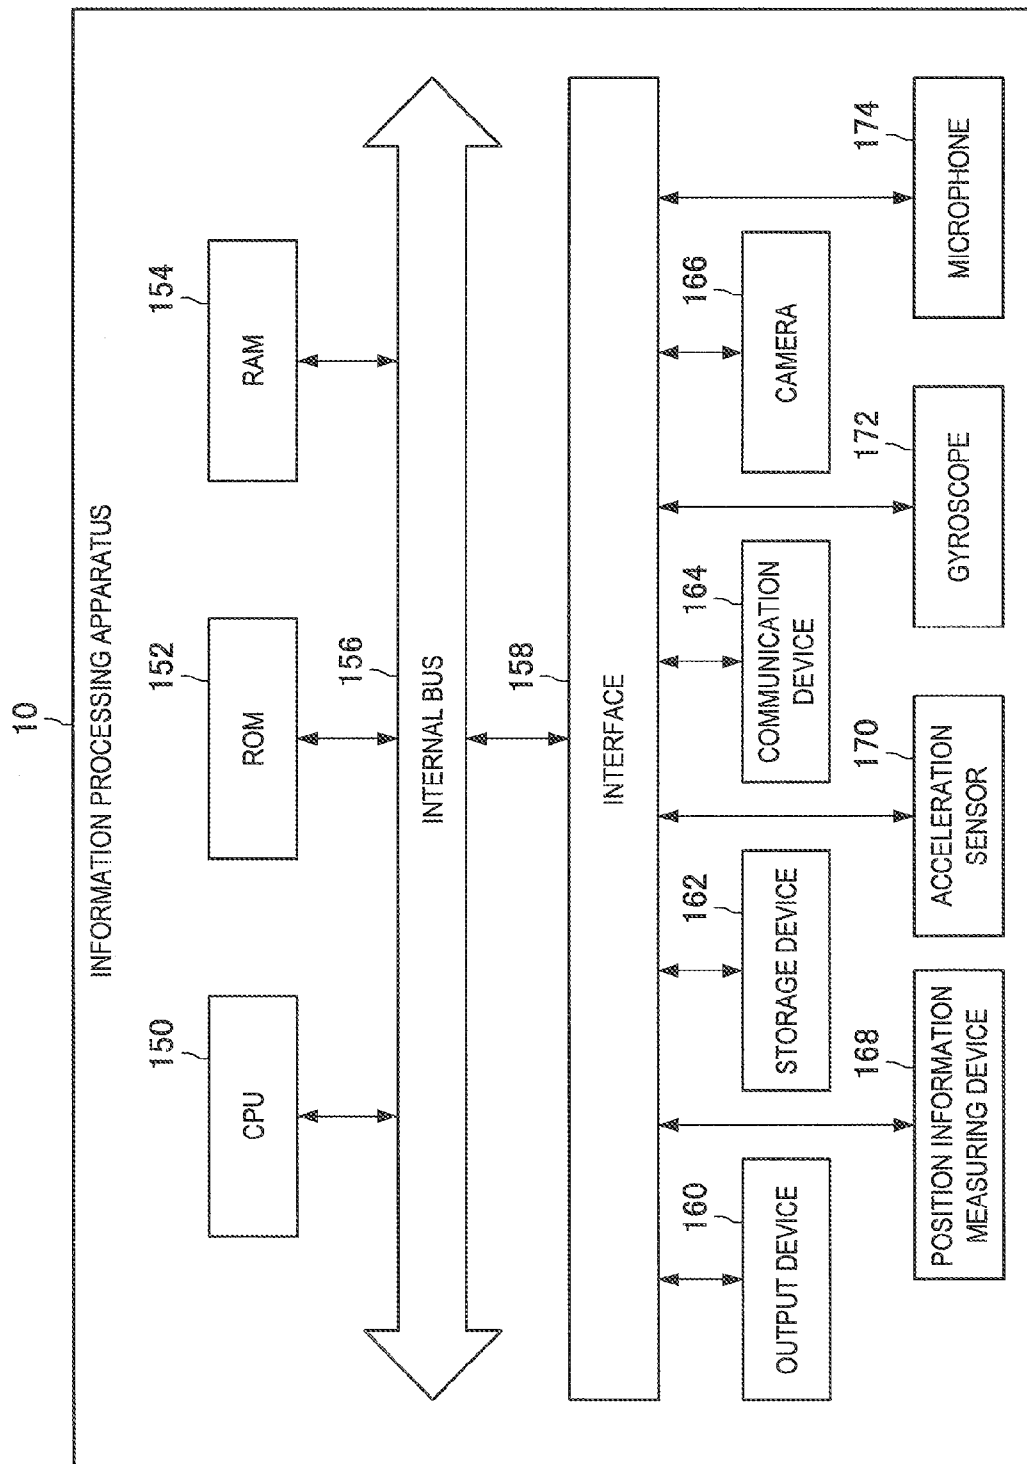 10
INFORMATION PROCESSING APPARATUS
150
CPU
152
ROM
154
RAM
156
INTERNAL BUS
158
INTERFACE
160
OUTPUT DEVICE
162
STORAGE DEVICE
164
COMMUNICATION
DEVICE
166
CAMERA
168
POSITION INFORMATION
MEASURING DEVICE
170
ACCELERATION
SENSOR
172
GYROSCOPE
174
MICROPHONE